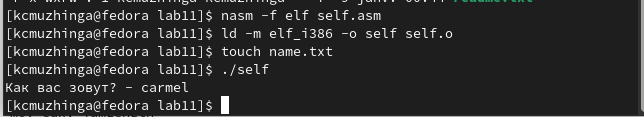 [kcmuzhinga@fedora lab11]$ nasm -f elf self.asm
[kcmuzhinga@fedora lab11]$ ld -m elf_i386 -o self self.o
[kcmuzhinga@fedora lab11]$ touch name.txt
[kcmuzhinga@fedora lab11]$ ./self
Как вас зовут? - carmel
[kcmuzhinga@fedora lab11]$